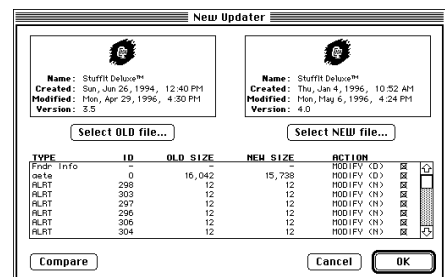 New Updater
Name: StuffIt Deluxe™
Created: Sun, Jun 26, 1994, 12:40 PM
Modified: Mon, Apr 29, 1996, 4:30 PM
Version: 3.5
Name: StuffIt Deluxe™
Created: Thu, Jan 4, 1996, 10:52 AM
Modified: Mon, May 6, 1996, 4:24 PM
Version: 4.0
Select OLD file...
Select NEW file...
TYPE ID OLD SIZE NEW SIZE ACTION
Fndr Info - - - MODIFY (D)
aete 0 16,042 15,738 MODIFY (D)
ALRT 298 12 12 MODIFY (N)
ALRT 303 12 12 MODIFY (N)
ALRT 297 12 12 MODIFY (N)
ALRT 296 12 12 MODIFY (N)
ALRT 306 12 12 MODIFY (N)
ALRT 304 12 12 MODIFY (N)
Compare
Cancel
OK